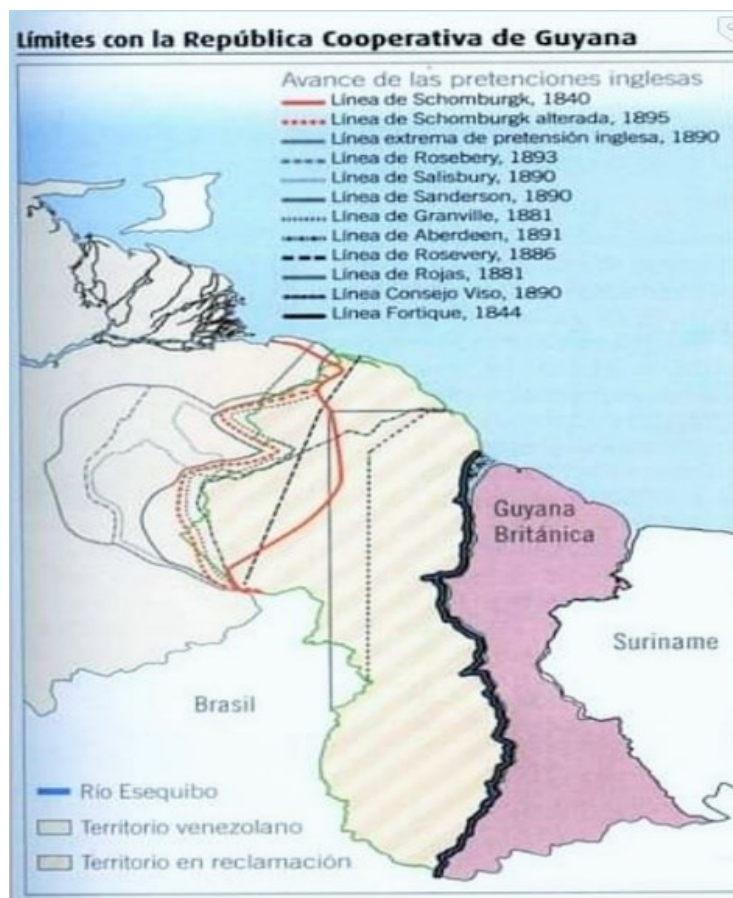 Límites con la República Cooperativa de Guyana
Avance de las pretenciones inglesas
Línea de Schomburgk, 1840
Línea de Schomburgk alterada, 1895
Línea extrema de pretensión inglesa, 1890
Línea de Rosebery, 1893
Línea de Salisbury, 1890
Línea de Sanderson, 1890
Línea de Granville, 1881
Línea de Aberdeen, 1891
Línea de Rosevery, 1886
Línea de Rojas, 1881
Línea Consejo Viso, 1890
Línea Fortique, 1844
Guyana
Británica
Suriname
Brasil
Río Esequibo
Territorio venezolano
Territorio en reclamación